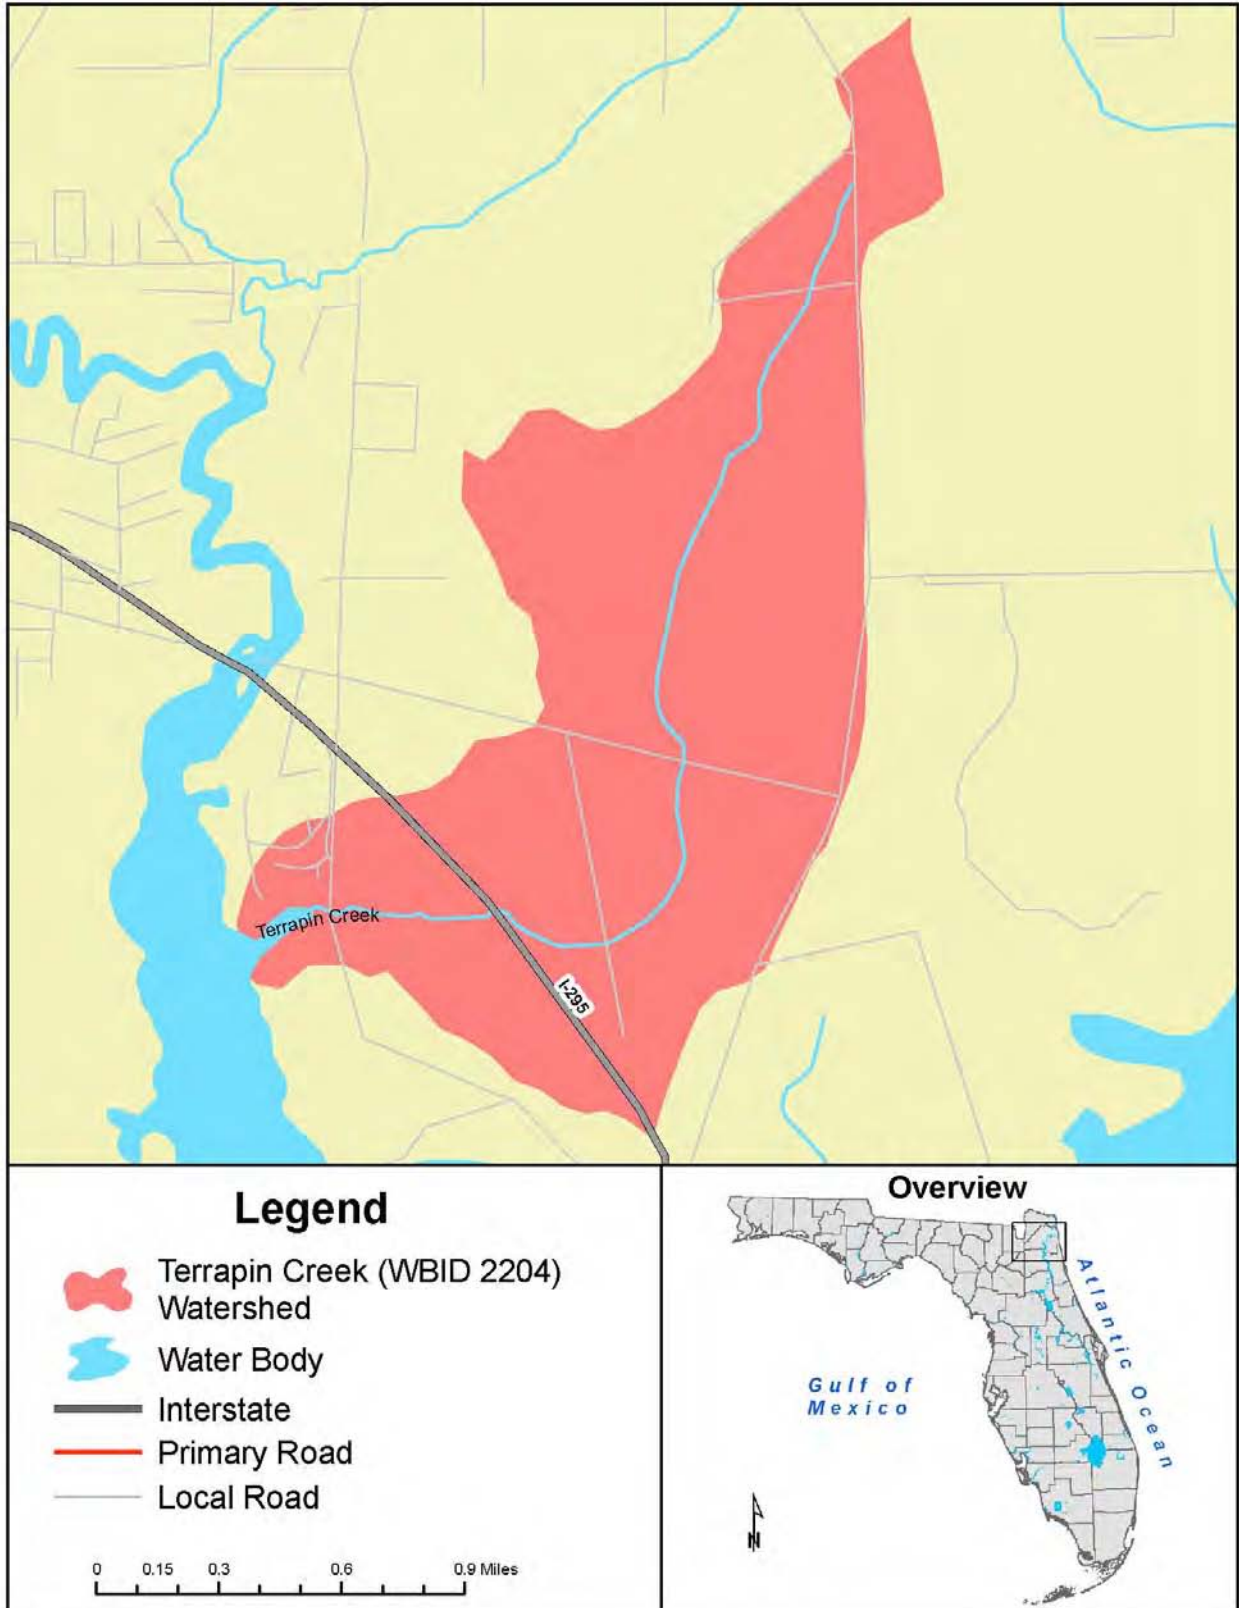 Terrapin Creek
I-295
Legend
Terrapin Creek (WBID 2204)
Watershed
Water Body
Interstate
Primary Road
Local Road
0 0.15 0.3 0.6 0.9 Miles
Overview
Atlantic Ocean
Gulf of
Mexico
N